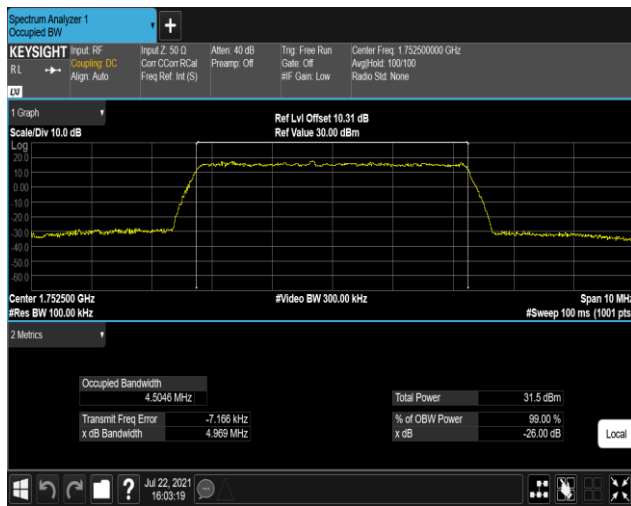 Spectrum Analyzer 1
Occupied BW
+
KEYSIGHT
Input: RF
Coupling: DC
Align: Auto
Input Z: 50 Ω
Corr CCorr RCal
Freq Ref: Int (S)
Atten: 40 dB
Preamp: Off
Trig: Free Run
Gate: Off
#IF Gain: Low
Center Freq: 1.752500000 GHz
Avg|Hold: 100/100
Radio Std: None
R L
LXI
1 Graph
Ref Lvl Offset 10.31 dB
Scale/Div 10.0 dB
Ref Value 30.00 dBm
Log
20.0
10.0
0.00
-10.0
-20.0
-30.0
-40.0
-50.0
-60.0
Center 1.752500 GHz
#Video BW 300.00 kHz
Span 10 MHz
#Res BW 100.00 kHz
#Sweep 100 ms (1001 pts
2 Metrics
Occupied Bandwidth
4.5046 MHz
Total Power 31.5 dBm
Transmit Freq Error -7.166 kHz
% of OBW Power 99.00 %
x dB Bandwidth 4.969 MHz
x dB -26.00 dB
Local
?
Jul 22, 2021
16:03:19